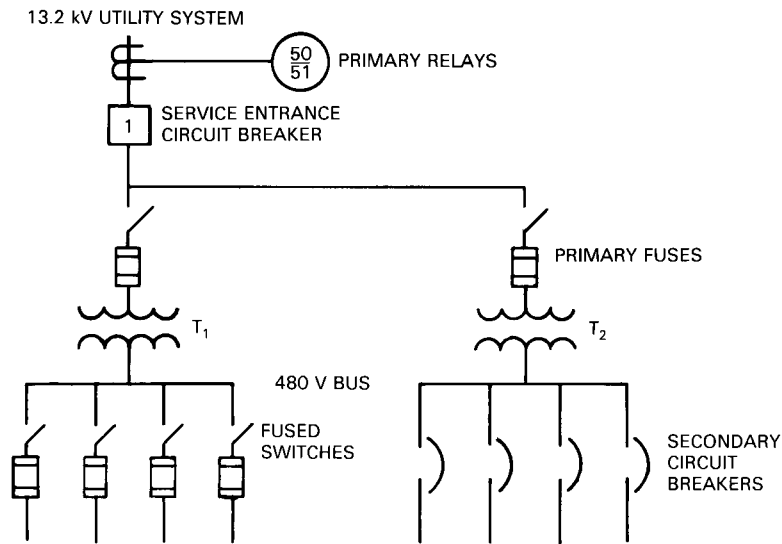 13.2 kV UTILITY SYSTEM
50
51
PRIMARY RELAYS
1
SERVICE ENTRANCE
CIRCUIT BREAKER
PRIMARY FUSES
T1
T2
480 V BUS
FUSED
SWITCHES
SECONDARY
CIRCUIT
BREAKERS